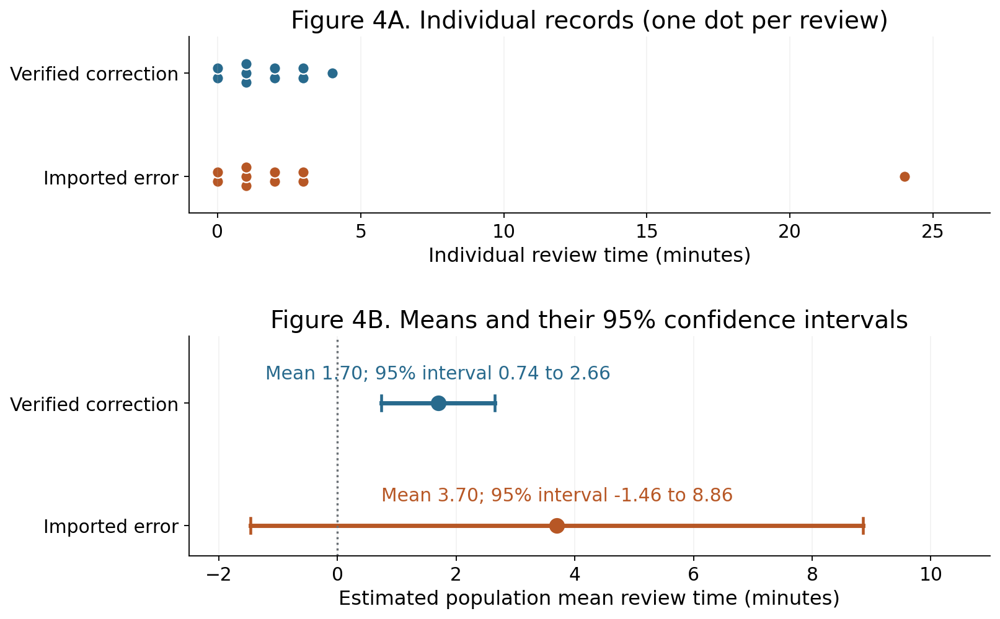 Figure 4A. Individual records (one dot per review)
Verified correction
Imported error
0 5 10 15 20 25
Individual review time (minutes)
Figure 4B. Means and their 95% confidence intervals
Mean 1.70; 95% interval 0.74 to 2.66
Verified correction
Mean 3.70; 95% interval -1.46 to 8.86
Imported error
−2 0 2 4 6 8 10
Estimated population mean review time (minutes)